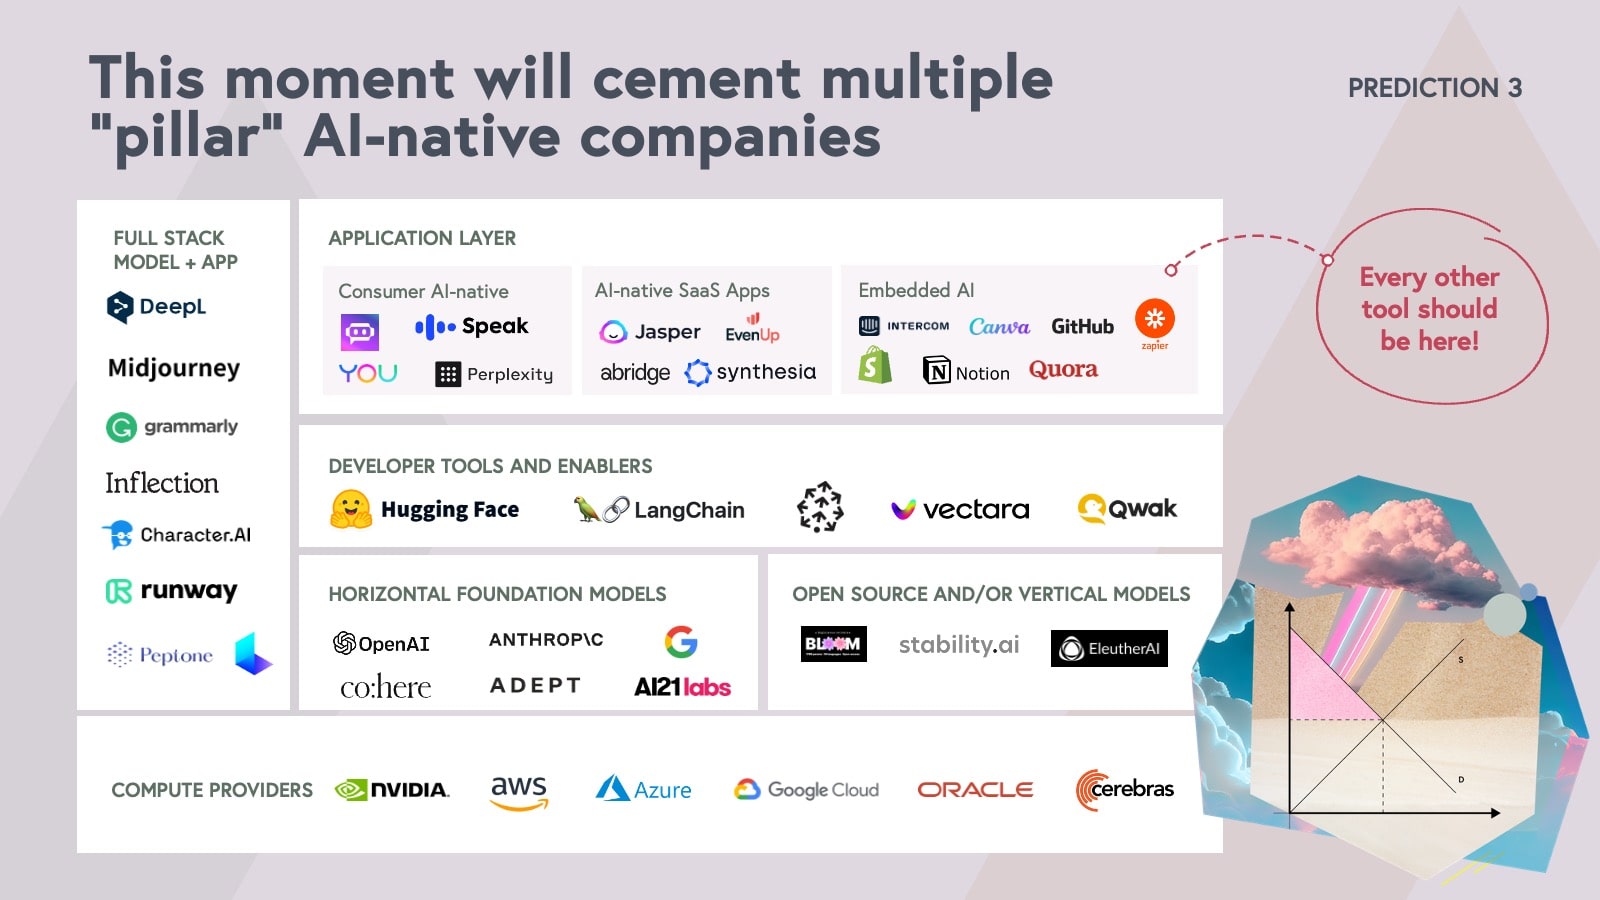 This moment will cement multiple
"pillar" AI-native companies
PREDICTION 3
FULL STACK
MODEL + APP
DeepL
Midjourney
grammarly
Inflection
Character.AI
runway
Peptone
APPLICATION LAYER
Consumer AI-native
Speak
YOU
Perplexity
AI-native SaaS Apps
Jasper
EvenUp
abridge
synthesia
Embedded AI
INTERCOM
Canva
GitHub
zapier
S
Notion
Quora
Every other
tool should
be here!
DEVELOPER TOOLS AND ENABLERS
Hugging Face
LangChain
vectara
Qwak
HORIZONTAL FOUNDATION MODELS
OpenAI
ANTHROP\C
G
co:here
ADEPT
AI21labs
OPEN SOURCE AND/OR VERTICAL MODELS
BLOOM
stability.ai
EleutherAI
COMPUTE PROVIDERS
NVIDIA.
aws
Azure
Google Cloud
ORACLE
cerebras
S
D